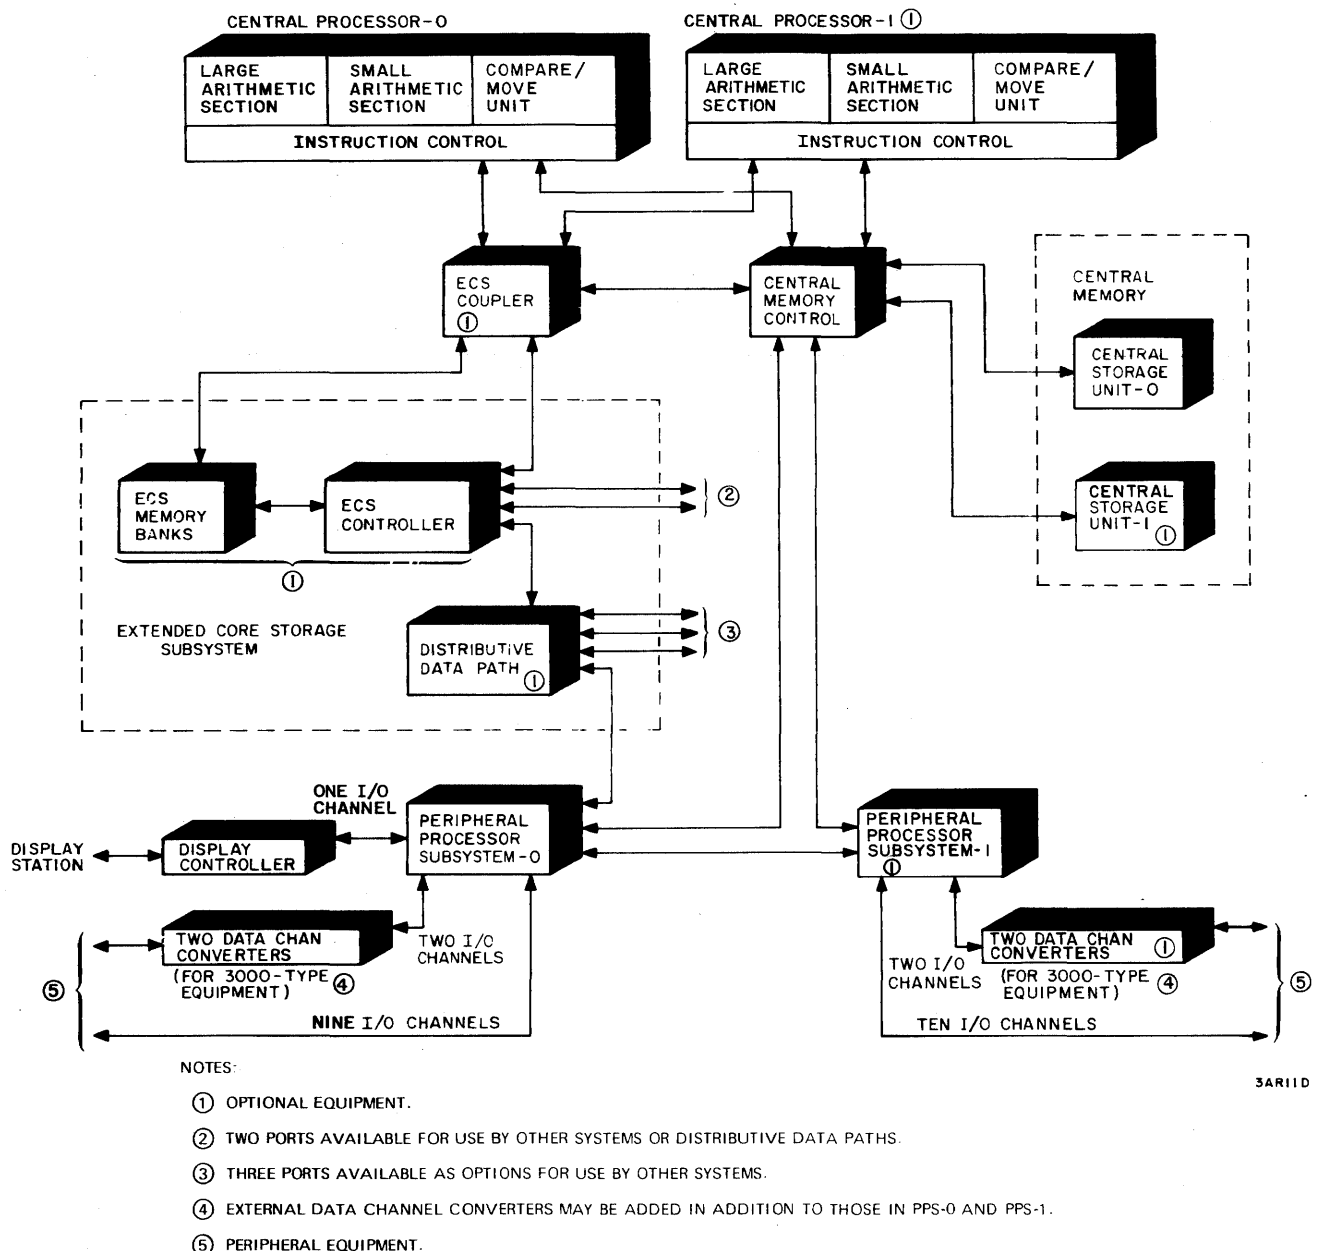 CENTRAL PROCESSOR-0
CENTRAL PROCESSOR-1 ①
LARGE
ARITHMETIC
SECTION
SMALL
ARITHMETIC
SECTION
COMPARE/
MOVE
UNIT
INSTRUCTION CONTROL
LARGE
ARITHMETIC
SECTION
SMALL
ARITHMETIC
SECTION
COMPARE/
MOVE
UNIT
INSTRUCTION CONTROL
ECS
COUPLER
①
CENTRAL
MEMORY
CONTROL
CENTRAL
MEMORY
CENTRAL
STORAGE
UNIT-0
CENTRAL
STORAGE
UNIT-1 ①
ECS
MEMORY
BANKS
ECS
CONTROLLER
②
①
EXTENDED CORE STORAGE
SUBSYSTEM
DISTRIBUTIVE
DATA PATH ①
③
ONE I/O
CHANNEL
DISPLAY
STATION
DISPLAY
CONTROLLER
PERIPHERAL
PROCESSOR
SUBSYSTEM-0
PERIPHERAL
PROCESSOR
SUBSYSTEM-1
①
TWO DATA CHAN
CONVERTERS
(FOR 3000-TYPE
EQUIPMENT) ④
TWO I/O
CHANNELS
⑤
NINE I/O CHANNELS
TWO I/O
CHANNELS
TWO DATA CHAN
CONVERTERS ①
(FOR 3000-TYPE
EQUIPMENT) ④
⑤
TEN I/O CHANNELS
3AR11D
NOTES:
① OPTIONAL EQUIPMENT.
② TWO PORTS AVAILABLE FOR USE BY OTHER SYSTEMS OR DISTRIBUTIVE DATA PATHS.
③ THREE PORTS AVAILABLE AS OPTIONS FOR USE BY OTHER SYSTEMS.
④ EXTERNAL DATA CHANNEL CONVERTERS MAY BE ADDED IN ADDITION TO THOSE IN PPS-0 AND PPS-1.
⑤ PERIPHERAL EQUIPMENT.